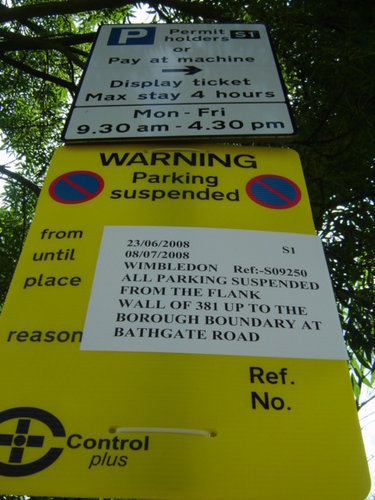 P Permit holders S1
or
Pay at machine
Display ticket
Max stay 4 hours
Mon - Fri
9.30 am - 4.30 pm
WARNING
Parking
suspended
from 23/06/2008 S1
until 08/07/2008
place WIMBLEDON Ref:-S09250
ALL PARKING SUSPENDED
FROM THE FLANK
WALL OF 381 UP TO THE
BOROUGH BOUNDARY AT
reason BATHGATE ROAD
Ref.
No.
Control
plus